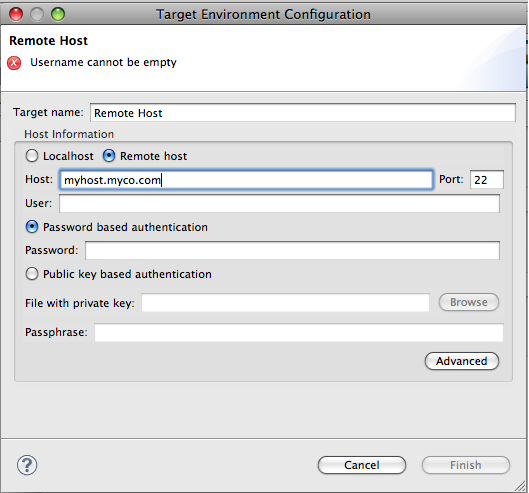 Target Environment Configuration
Remote Host
Username cannot be empty
Target name: Remote Host
Host Information
Localhost Remote host
Host: myhost.myco.com Port: 22
User:
Password based authentication
Password:
Public key based authentication
File with private key: Browse
Passphrase:
Advanced
? Cancel Finish